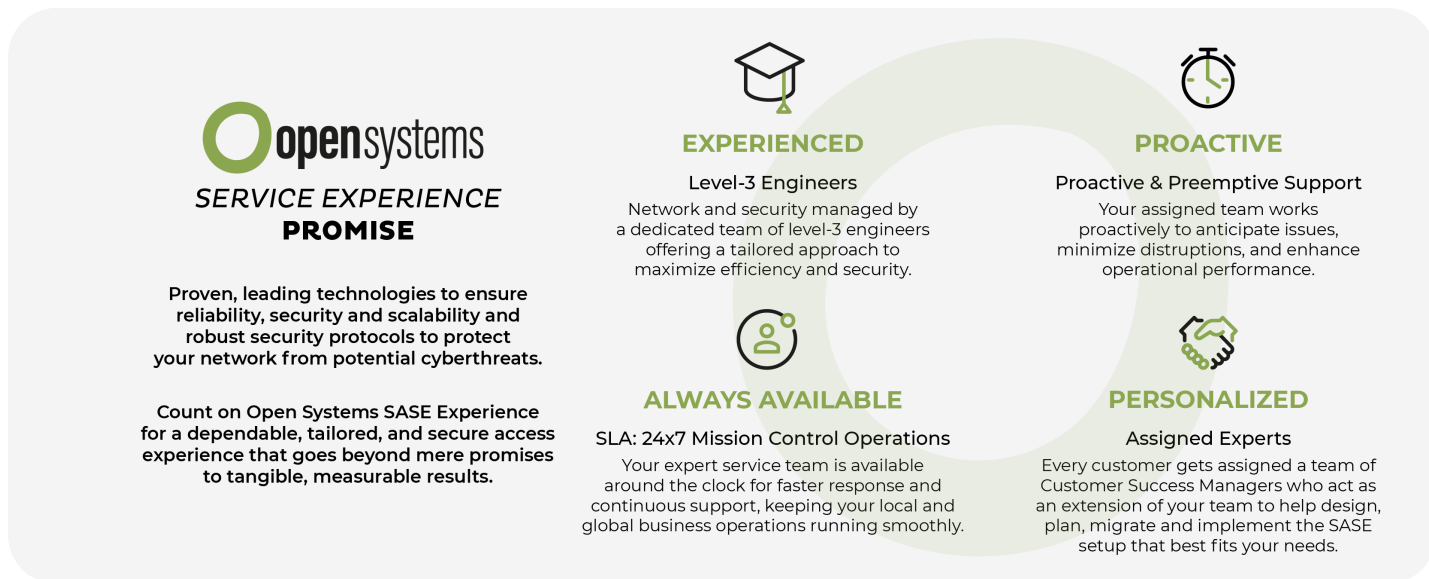 open systems
SERVICE EXPERIENCE
PROMISE
Proven, leading technologies to ensure
reliability, security and scalability and
robust security protocols to protect
your network from potential cyberthreats.
Count on Open Systems SASE Experience
for a dependable, tailored, and secure access
experience that goes beyond mere promises
to tangible, measurable results.
EXPERIENCED
Level-3 Engineers
Network and security managed by
a dedicated team of level-3 engineers
offering a tailored approach to
maximize efficiency and security.
PROACTIVE
Proactive & Preemptive Support
Your assigned team works
proactively to anticipate issues,
minimize distruptions, and enhance
operational performance.
ALWAYS AVAILABLE
SLA: 24x7 Mission Control Operations
Your expert service team is available
around the clock for faster response and
continuous support, keeping your local and
global business operations running smoothly.
PERSONALIZED
Assigned Experts
Every customer gets assigned a team of
Customer Success Managers who act as
an extension of your team to help design,
plan, migrate and implement the SASE
setup that best fits your needs.